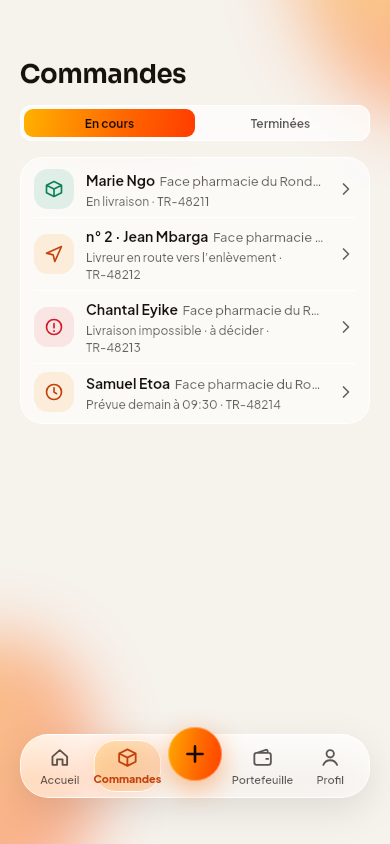 Commandes
En cours
Terminées
Marie Ngo Face pharmacie du Rond...
En livraison · TR-48211
n° 2 · Jean Mbarga Face pharmacie ...
Livreur en route vers l'enlèvement ·
TR-48212
Chantal Eyike Face pharmacie du R...
Livraison impossible · à décider ·
TR-48213
Samuel Etoa Face pharmacie du Ro...
Prévue demain à 09:30 · TR-48214
Accueil
Commandes
Portefeuille
Profil